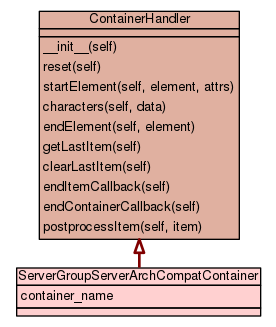 ContainerHandler
__init__(self)
reset(self)
startElement(self, element, attrs)
characters(self, data)
endElement(self, element)
getLastItem(self)
clearLastItem(self)
endItemCallback(self)
endContainerCallback(self)
postprocessItem(self, item)
ServerGroupServerArchCompatContainer
container_name